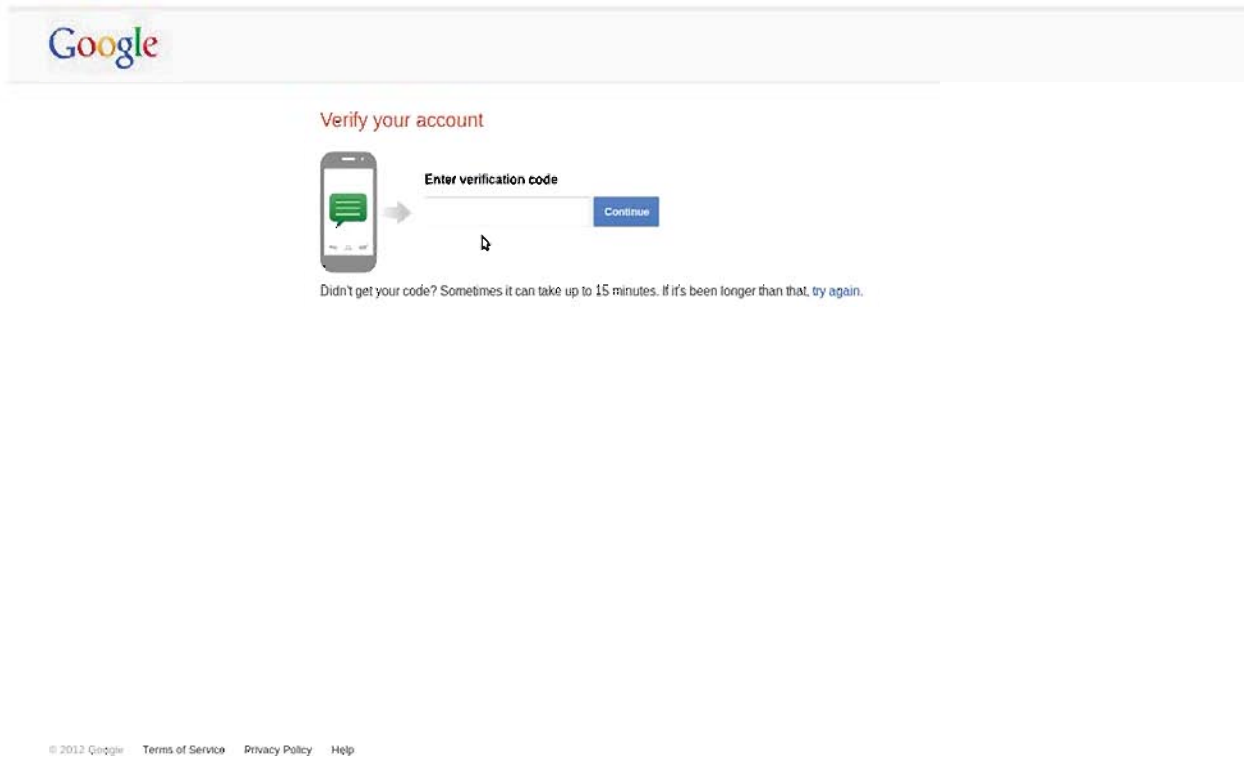 Google
Verify your account
Enter verification code
Continue
Didn't get your code? Sometimes it can take up to 15 minutes. If it's been longer than that, try again.
© 2012 Google Terms of Service Privacy Policy Help